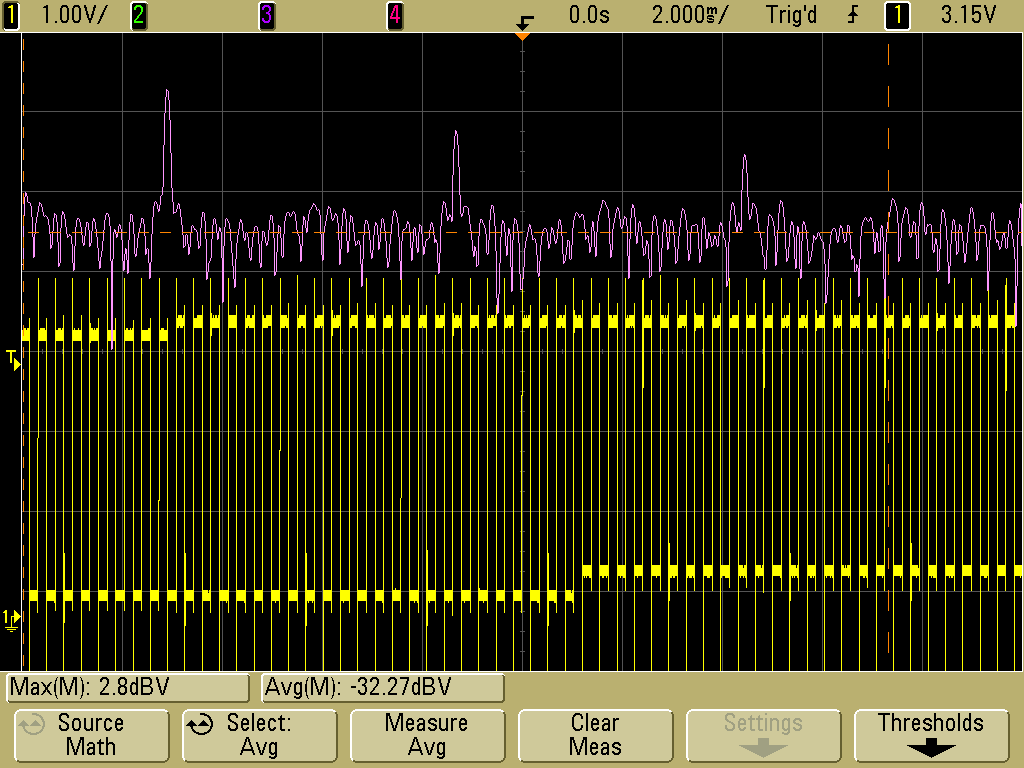 1 1.00V/ 2 3 4 0.0s 2.000ms/ Trig'd 1 3.15V
T
1
Max(M): 2.8dBV Avg(M): -32.27dBV
Source Math
Select: Avg
Measure Avg
Clear Meas
Settings
Thresholds